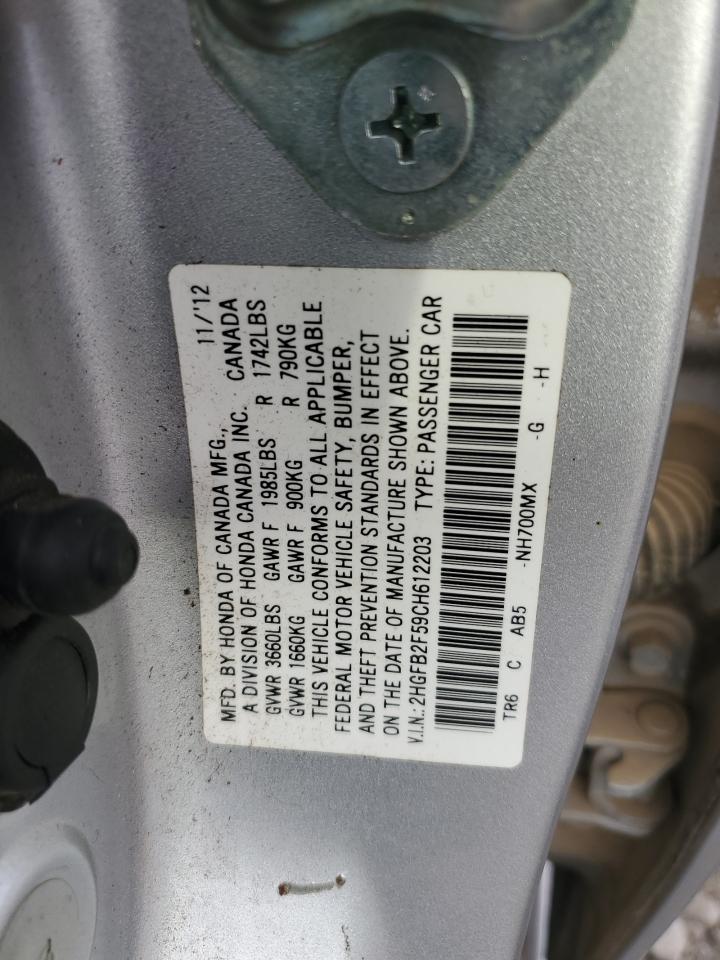 MFD. BY HONDA OF CANADA MFG., 11/'12
A DIVISION OF HONDA CANADA INC. CANADA
GVWR 3660LBS GAWR F 1985LBS R 1742LBS
GVWR 1660KG GAWR F 900KG R 790KG
THIS VEHICLE CONFORMS TO ALL APPLICABLE
FEDERAL MOTOR VEHICLE SAFETY, BUMPER,
AND THEFT PREVENTION STANDARDS IN EFFECT
ON THE DATE OF MANUFACTURE SHOWN ABOVE.
V.I.N.: 2HGFB2F59CH612203 TYPE: PASSENGER CAR
TR6 C AB5 -NH700MX -G -H